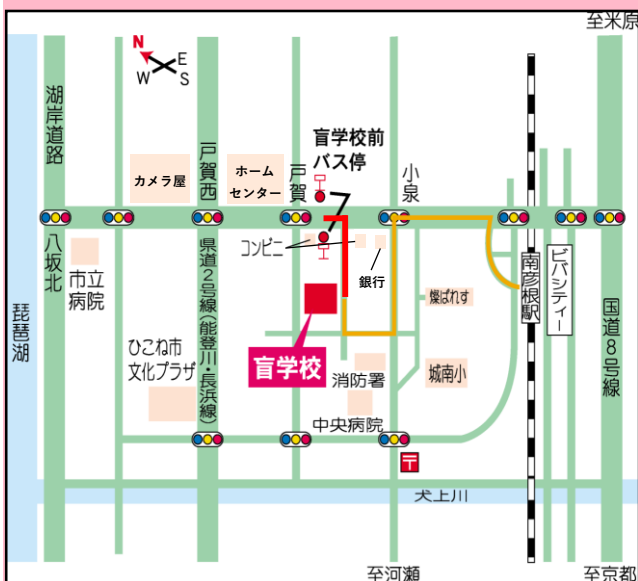 至米原
N
E
W
S
湖岸道路
カメラ屋
戸賀西
ホーム
センター
戸賀
盲学校前
バス停
小泉
八坂北
市立
病院
県道2号線(能登川・長浜線)
コンビニ
銀行
南彦根駅
ビバシティー
国道8号線
琵琶湖
燦ぱれす
ひこね市
文化プラザ
盲学校
消防署
城南小
中央病院
〒
犬上川
至河瀬
至京都